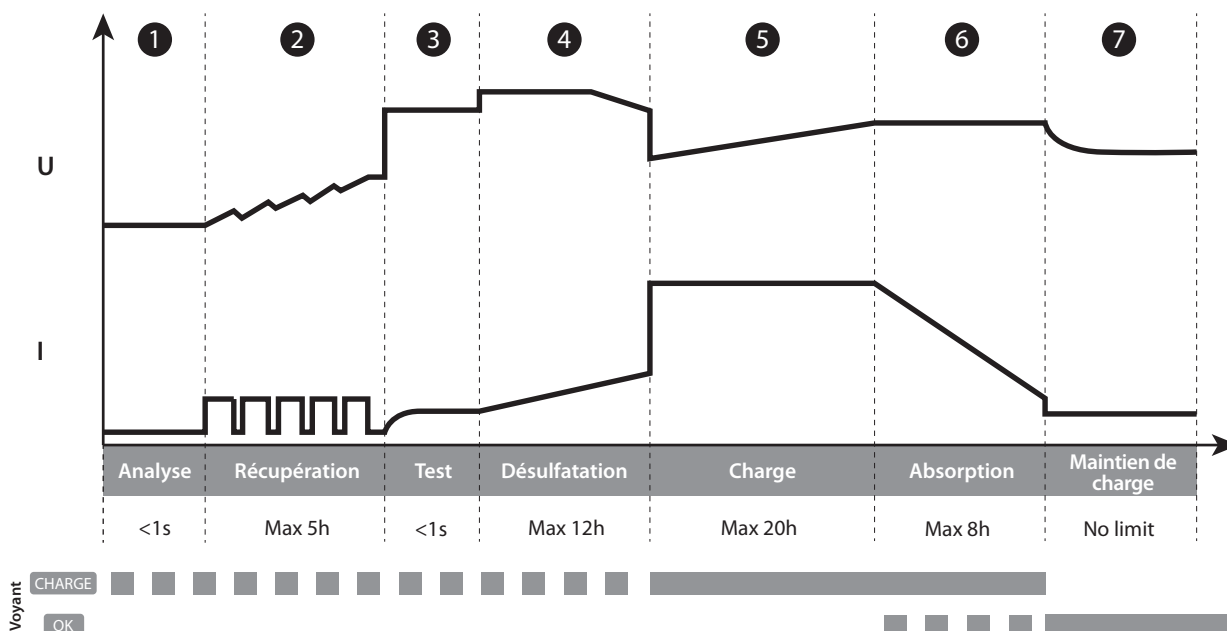 1 2 3 4 5 6 7
U
I
Analyse Récupération Test Désulfatation Charge Absorption Maintien de charge
<1s Max 5h <1s Max 12h Max 20h Max 8h No limit
Voyant
CHARGE
OK